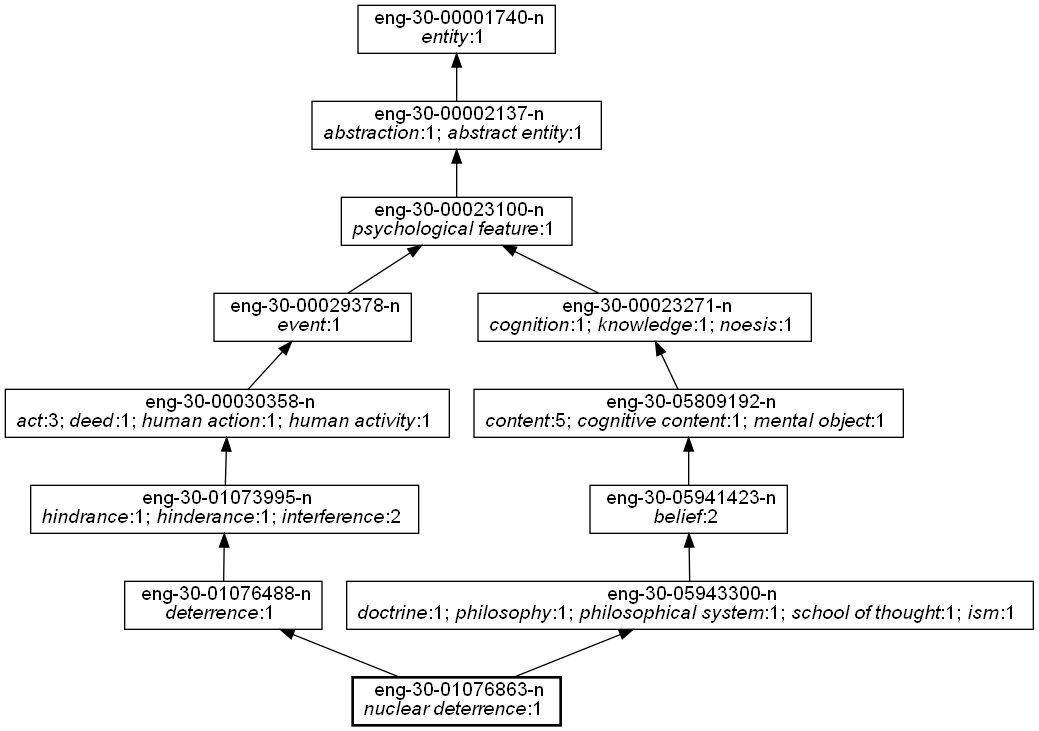 eng-30-00001740-n
entity:1
eng-30-00002137-n
abstraction:1; abstract entity:1
eng-30-00023100-n
psychological feature:1
eng-30-00029378-n
event:1
eng-30-00023271-n
cognition:1; knowledge:1; noesis:1
eng-30-00030358-n
act:3; deed:1; human action:1; human activity:1
eng-30-05809192-n
content:5; cognitive content:1; mental object:1
eng-30-01073995-n
hindrance:1; hinderance:1; interference:2
eng-30-05941423-n
belief:2
eng-30-01076488-n
deterrence:1
eng-30-05943300-n
doctrine:1; philosophy:1; philosophical system:1; school of thought:1; ism:1
eng-30-01076863-n
nuclear deterrence:1